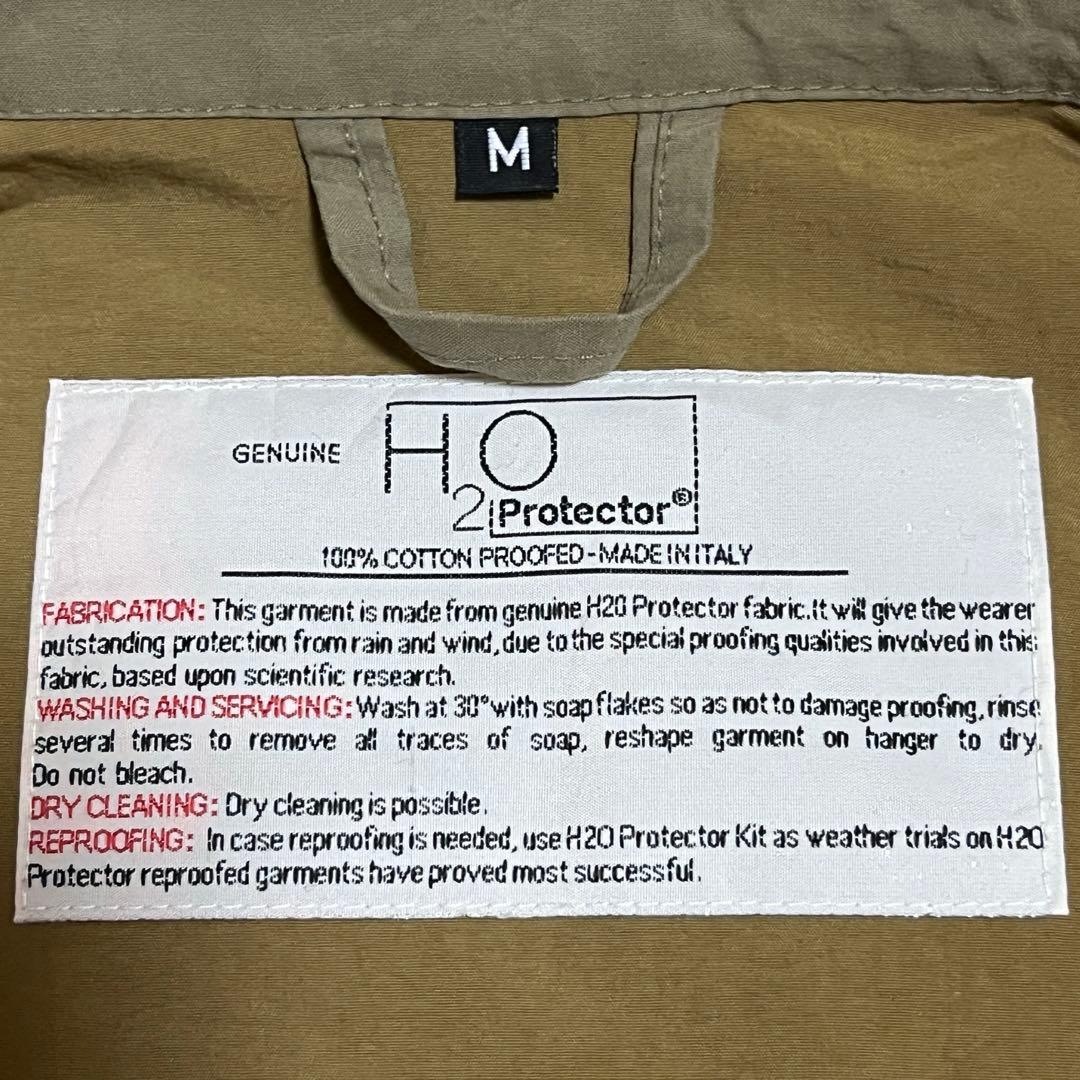 M
GENUINE H2O Protector®
100% COTTON PROOFED - MADE IN ITALY
FABRICATION: This garment is made from genuine H2O Protector fabric. It will give the wearer
outstanding protection from rain and wind, due to the special proofing qualities involved in this
fabric, based upon scientific research.
WASHING AND SERVICING: Wash at 30° with soap flakes so as not to damage proofing, rinse
several times to remove all traces of soap, reshape garment on hanger to dry.
Do not bleach.
DRY CLEANING: Dry cleaning is possible.
REPROOFING: In case reproofing is needed, use H2O Protector Kit as weather trials on H2O
Protector reproofed garments have proved most successful.